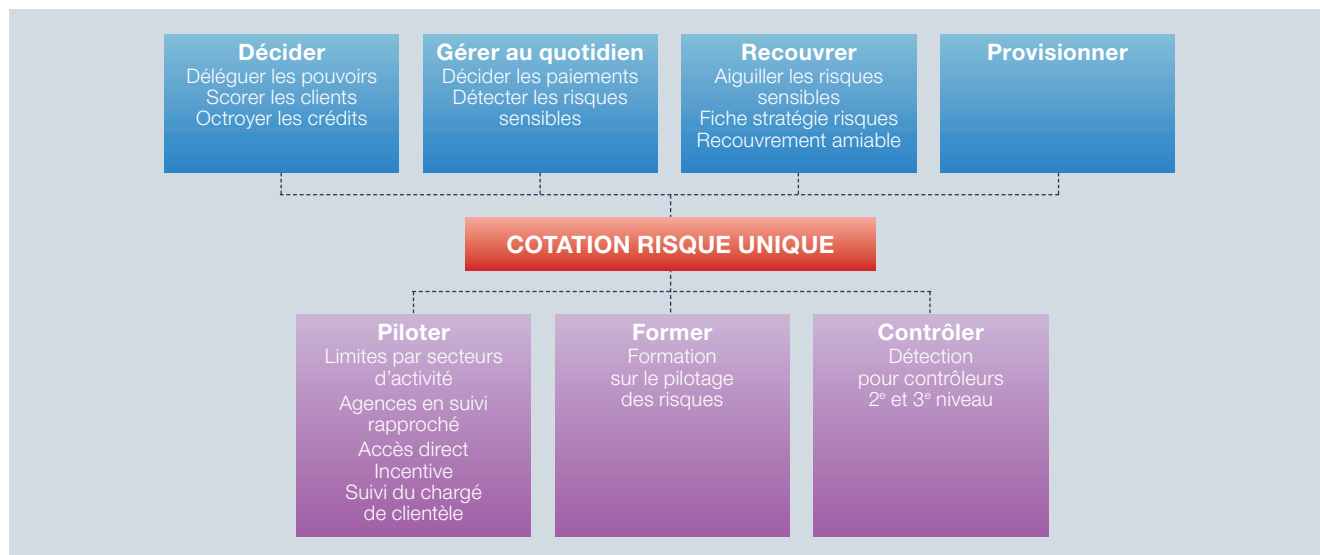 Décider
Déléguer les pouvoirs
Scorer les clients
Octroyer les crédits
Gérer au quotidien
Décider les paiements
Détecter les risques
sensibles
Recouvrer
Aiguiller les risques
sensibles
Fiche stratégie risques
Recouvrement amiable
Provisionner
COTATION RISQUE UNIQUE
Piloter
Limites par secteurs
d'activité
Agences en suivi
rapproché
Accès direct
Incentive
Suivi du chargé
de clientèle
Former
Formation
sur le pilotage
des risques
Contrôler
Détection
pour contrôleurs
2e et 3e niveau